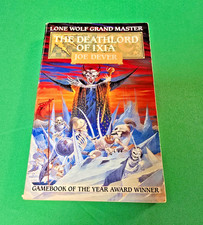 LONE WOLF GRAND MASTER
THE DEATHLORD
OF IXIA
JOE DEVER
GAMEBOOK OF THE YEAR AWARD WINNER